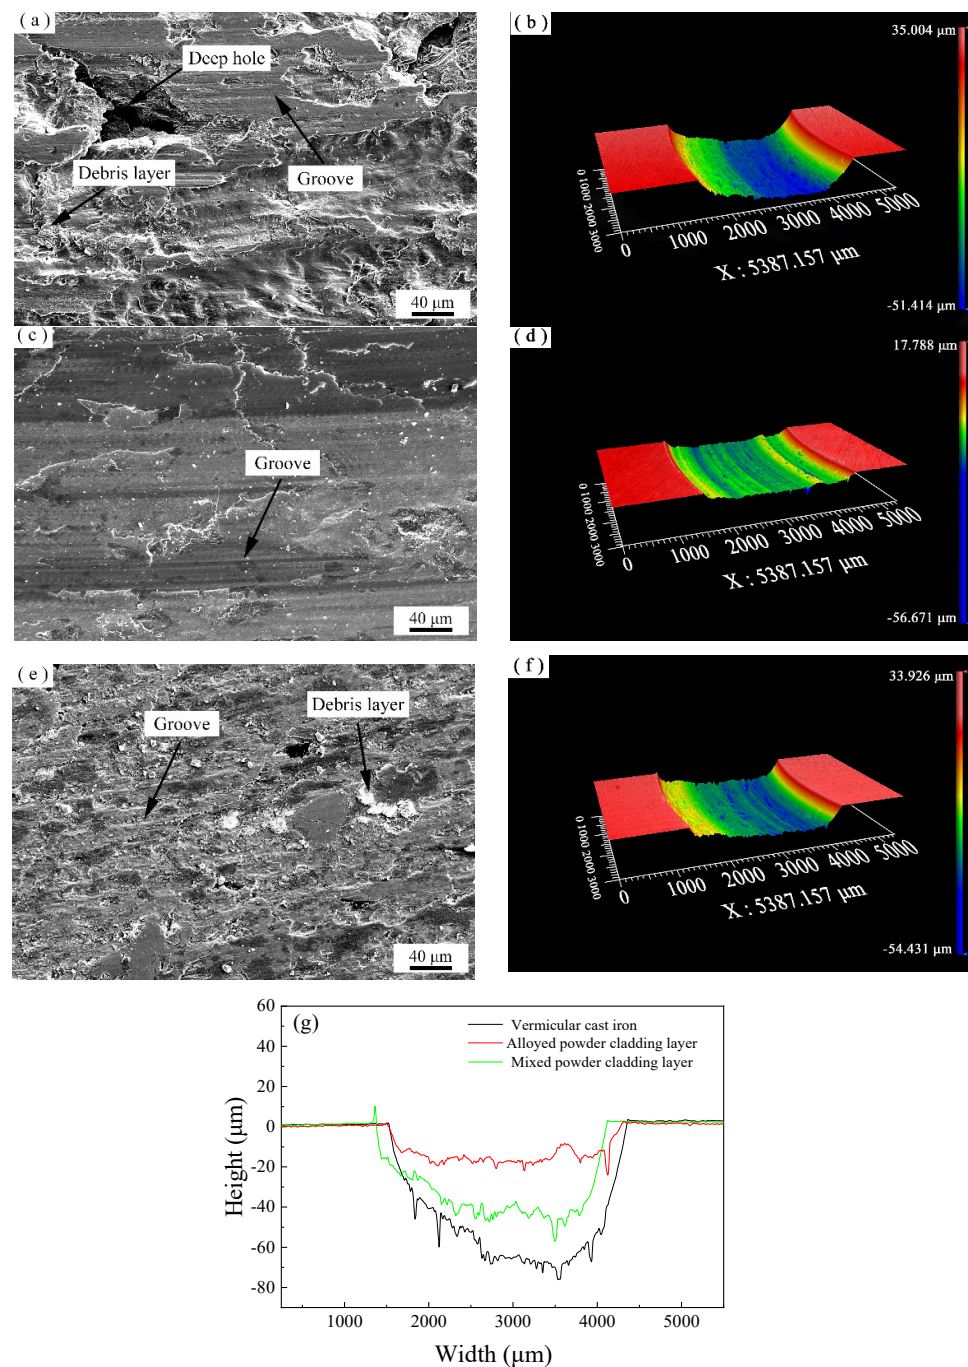 (a)
Deep hole
Debris layer
Groove
40 μm
(b)
35.004 μm
-51.414 μm
0 1000 2000 3000
0 1000 2000 3000 4000 5000
X : 5387.157 μm
(c)
Groove
40 μm
(d)
17.788 μm
-56.671 μm
0 1000 2000 3000
0 1000 2000 3000 4000 5000
X : 5387.157 μm
(e)
Groove
Debris layer
40 μm
(f)
33.926 μm
-54.431 μm
0 1000 2000 3000
0 1000 2000 3000 4000 5000
X : 5387.157 μm
(g)
Vermicular cast iron
Alloyed powder cladding layer
Mixed powder cladding layer
60
40
20
0
-20
-40
-60
-80
Height (μm)
1000 2000 3000 4000 5000
Width (μm)